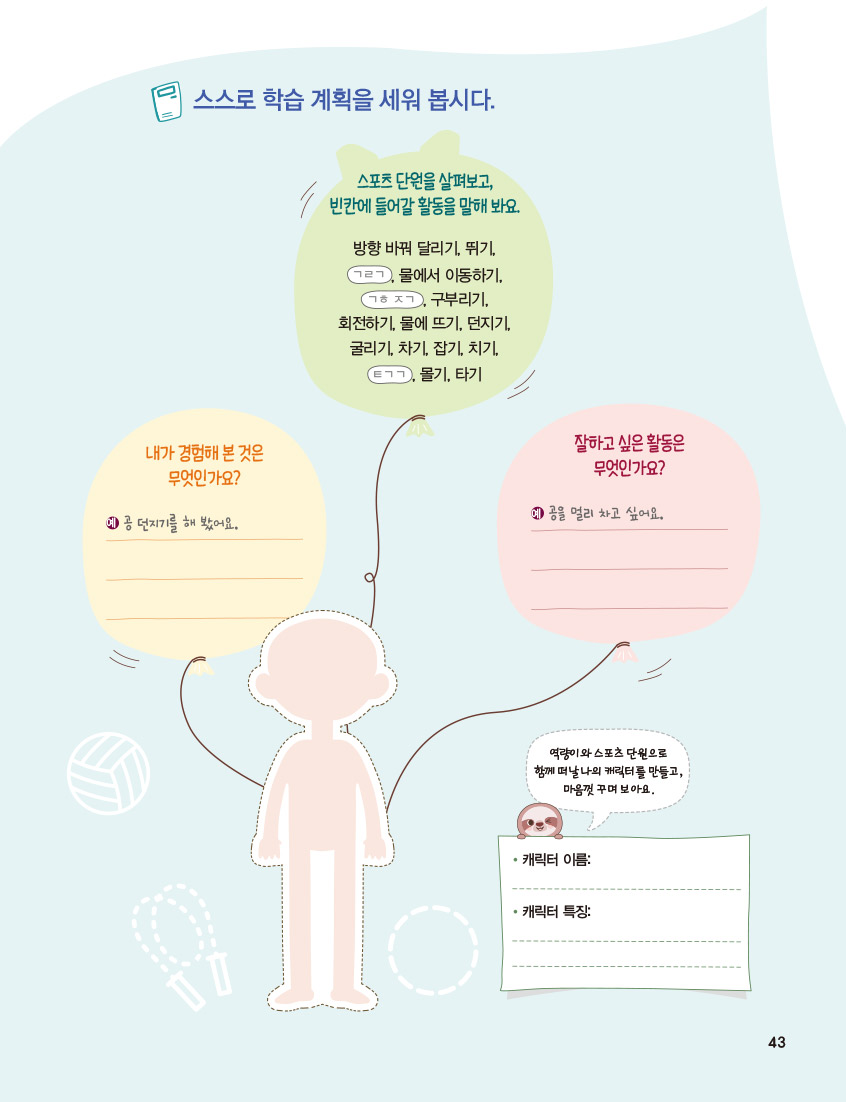 스스로 학습 계획을 세워 봅시다.
스포츠 단원을 살펴보고,
빈칸에 들어갈 활동을 말해 봐요.
방향 바꿔 달리기, 뛰기,
ㄱㄹㄱ, 물에서 이동하기,
ㄱㅎ ㅈㄱ, 구부리기,
회전하기, 물에 뜨기, 던지기,
굴리기, 차기, 잡기, 치기,
ㅌㄱㄱ, 몰기, 타기
내가 경험해 본 것은
무엇인가요?
예 공 던지기를 해 봤어요.
잘하고 싶은 활동은
무엇인가요?
예 공을 멀리 차고 싶어요.
역량이와 스포츠 단원으로
함께 떠날 나의 캐릭터를 만들고,
마음껏 꾸며 보아요.
• 캐릭터 이름:
• 캐릭터 특징:
43